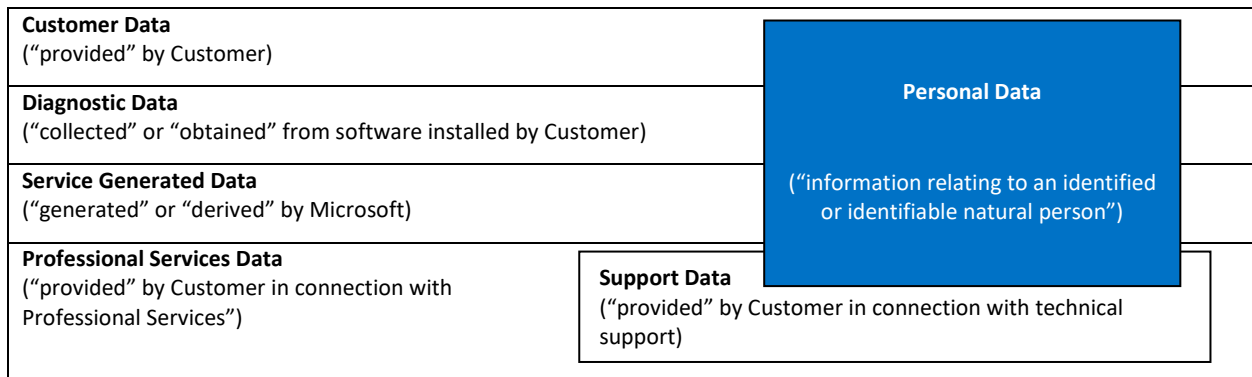 Customer Data
(“provided” by Customer)
Diagnostic Data
(“collected” or “obtained” from software installed by Customer)
Service Generated Data
(“generated” or “derived” by Microsoft)
Professional Services Data
(“provided” by Customer in connection with
Professional Services”)
Personal Data
(“information relating to an identified
or identifiable natural person”)
Support Data
(“provided” by Customer in connection with technical
support)